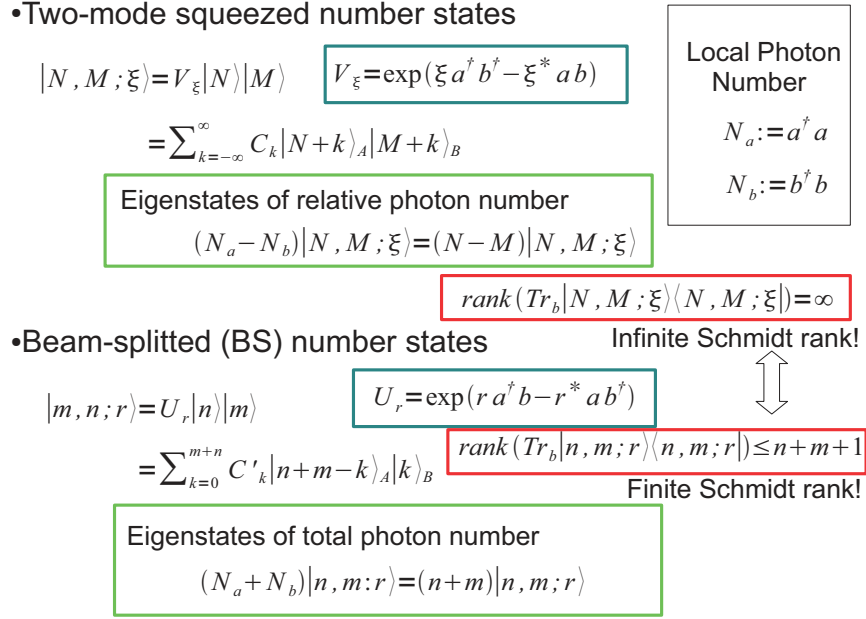 •Two-mode squeezed number states
|N , M ; ξ⟩=V_ξ|N⟩|M⟩
V_ξ=exp(ξ a† b†−ξ* a b)
=∑_{k=−∞}^{∞} C_k|N+k⟩_A|M+k⟩_B
Local Photon
Number
N_a:=a† a
N_b:=b† b
Eigenstates of relative photon number
(N_a−N_b)|N , M ; ξ⟩=(N−M)|N , M ; ξ⟩
rank(Tr_b|N , M ; ξ⟩⟨N , M ; ξ|)=∞
Infinite Schmidt rank!
•Beam-splitted (BS) number states
|m, n; r⟩=U_r|n⟩|m⟩
U_r=exp(r a† b−r* a b†)
=∑_{k=0}^{m+n} C'_k|n+m−k⟩_A|k⟩_B
rank(Tr_b|n, m; r⟩⟨n, m; r|)≤n+m+1
Finite Schmidt rank!
Eigenstates of total photon number
(N_a+N_b)|n, m: r⟩=(n+m)|n, m; r⟩